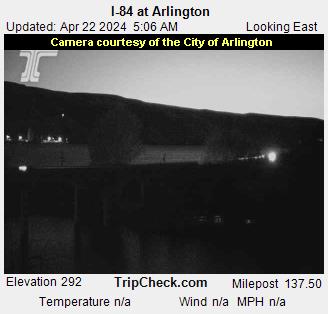 I-84 at Arlington
Updated: Apr 22 2024 5:06 AM Looking East
Camera courtesy of the City of Arlington
Elevation 292 TripCheck.com Milepost 137.50
Temperature n/a Wind n/a MPH n/a